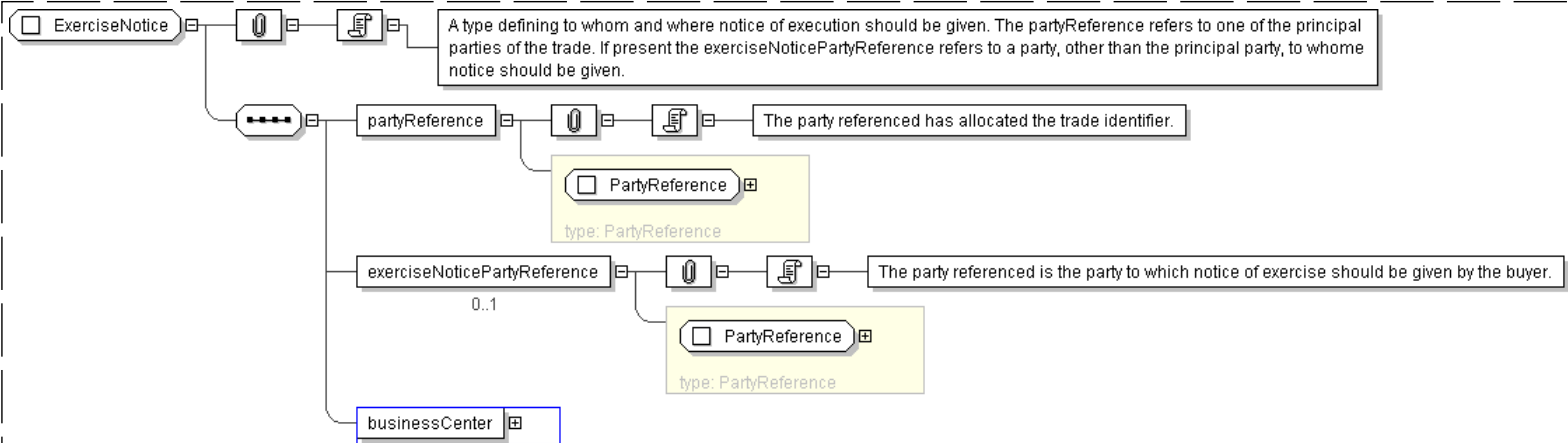 ExerciseNotice
A type defining to whom and where notice of execution should be given. The partyReference refers to one of the principal
parties of the trade. If present the exerciseNoticePartyReference refers to a party, other than the principal party, to whome
notice should be given.
partyReference
The party referenced has allocated the trade identifier.
PartyReference
type: PartyReference
exerciseNoticePartyReference
The party referenced is the party to which notice of exercise should be given by the buyer.
0..1
PartyReference
type: PartyReference
businessCenter